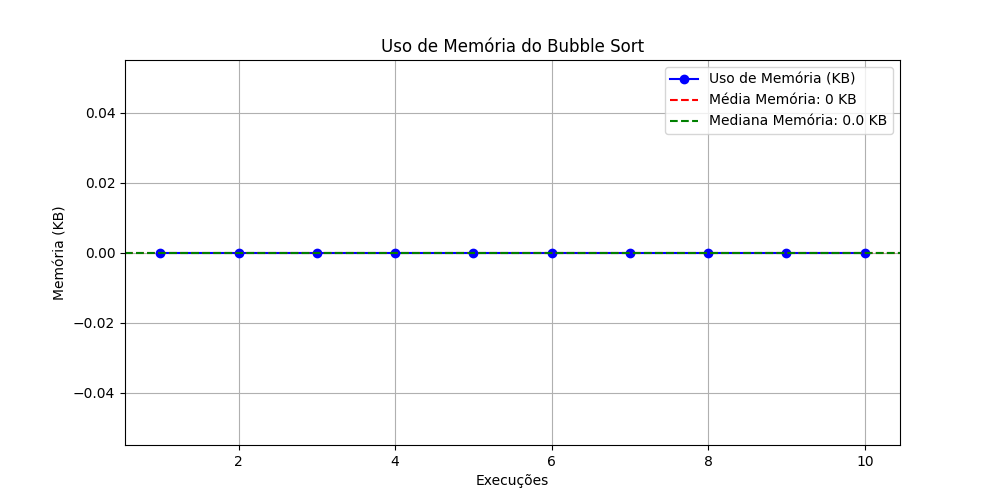 Uso de Memória do Bubble Sort
Uso de Memória (KB)
Média Memória: 0 KB
Mediana Memória: 0.0 KB
Memória (KB)
0.04
0.02
0.00
−0.02
−0.04
2 4 6 8 10
Execuções